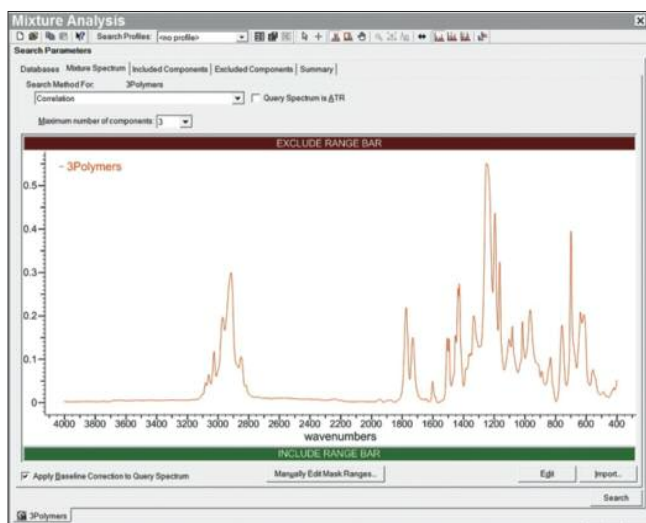 Mixture Analysis
Search Profiles: <no profile>
Search Parameters
Databases Mixture Spectrum Included Components Excluded Components Summary
Search Method For: 3Polymers
Correlation Query Spectrum is ATR
Maximum number of components: 3
EXCLUDE RANGE BAR
- 3Polymers
0.5
0.4
0.3
0.2
0.1
0
4000 3800 3600 3400 3200 3000 2800 2600 2400 2200 2000 1800 1600 1400 1200 1000 800 600 400
wavenumbers
INCLUDE RANGE BAR
Apply Baseline Correction to Query Spectrum Manually Edit Mask Ranges... Edit Import...
Search
3Polymers